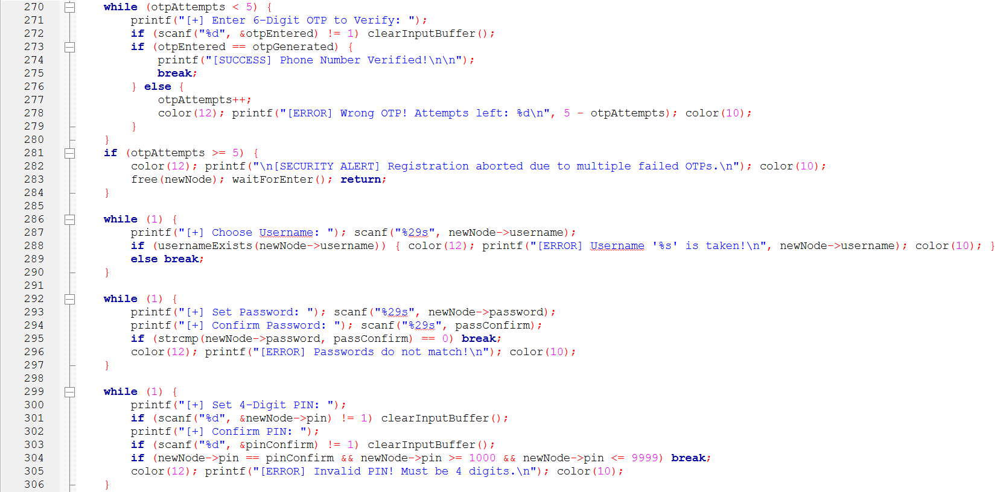 270 while (otpAttempts < 5) {
271 printf("[+] Enter 6-Digit OTP to Verify: ");
272 if (scanf("%d", &otpEntered) != 1) clearInputBuffer();
273 if (otpEntered == otpGenerated) {
274 printf("[SUCCESS] Phone Number Verified!\n\n");
275 break;
276 } else {
277 otpAttempts++;
278 color(12); printf("[ERROR] Wrong OTP! Attempts left: %d\n", 5 - otpAttempts); color(10);
279 }
280 }
281 if (otpAttempts >= 5) {
282 color(12); printf("\n[SECURITY ALERT] Registration aborted due to multiple failed OTPs.\n"); color(10);
283 free(newNode); waitForEnter(); return;
284 }
285
286 while (1) {
287 printf("[+] Choose Username: "); scanf("%29s", newNode->username);
288 if (usernameExists(newNode->username)) { color(12); printf("[ERROR] Username '%s' is taken!\n", newNode->username); color(10); }
289 else break;
290 }
291
292 while (1) {
293 printf("[+] Set Password: "); scanf("%29s", newNode->password);
294 printf("[+] Confirm Password: "); scanf("%29s", passConfirm);
295 if (strcmp(newNode->password, passConfirm) == 0) break;
296 color(12); printf("[ERROR] Passwords do not match!\n"); color(10);
297 }
298
299 while (1) {
300 printf("[+] Set 4-Digit PIN: ");
301 if (scanf("%d", &newNode->pin) != 1) clearInputBuffer();
302 printf("[+] Confirm PIN: ");
303 if (scanf("%d", &pinConfirm) != 1) clearInputBuffer();
304 if (newNode->pin == pinConfirm && newNode->pin >= 1000 && newNode->pin <= 9999) break;
305 color(12); printf("[ERROR] Invalid PIN! Must be 4 digits.\n"); color(10);
306 }